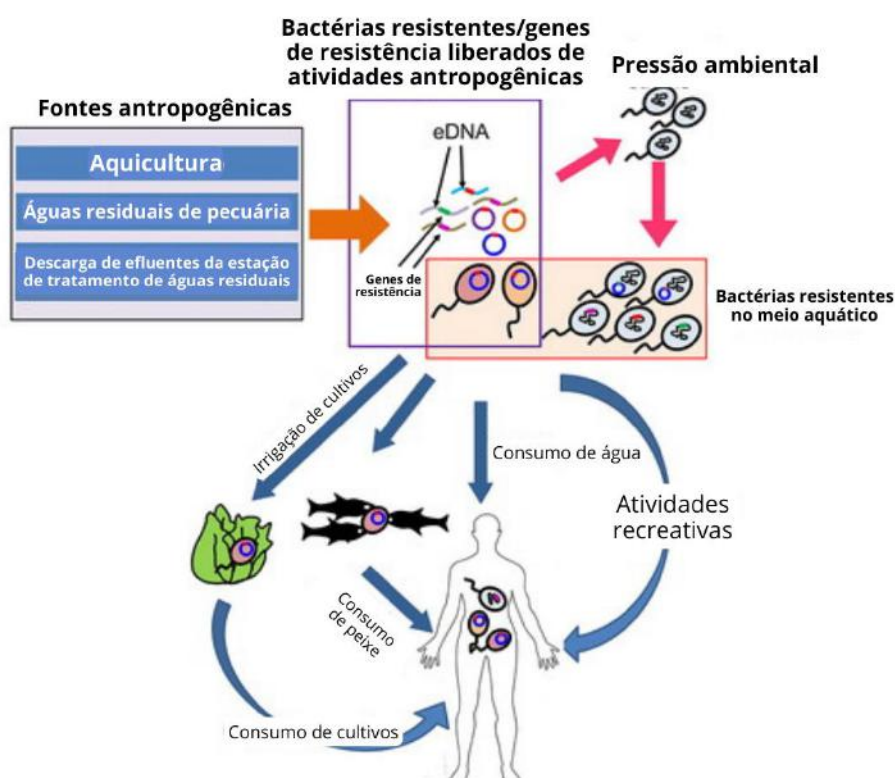 Bactérias resistentes/genes
de resistência liberados de
atividades antropogênicas
Pressão ambiental
Fontes antropogênicas
Aquicultura
Águas residuais de pecuária
Descarga de efluentes da estação
de tratamento de águas residuais
eDNA
Genes de
resistência
Bactérias resistentes
no meio aquático
Irrigação de cultivos
Consumo de água
Atividades
recreativas
Consumo
de peixe
Consumo de cultivos